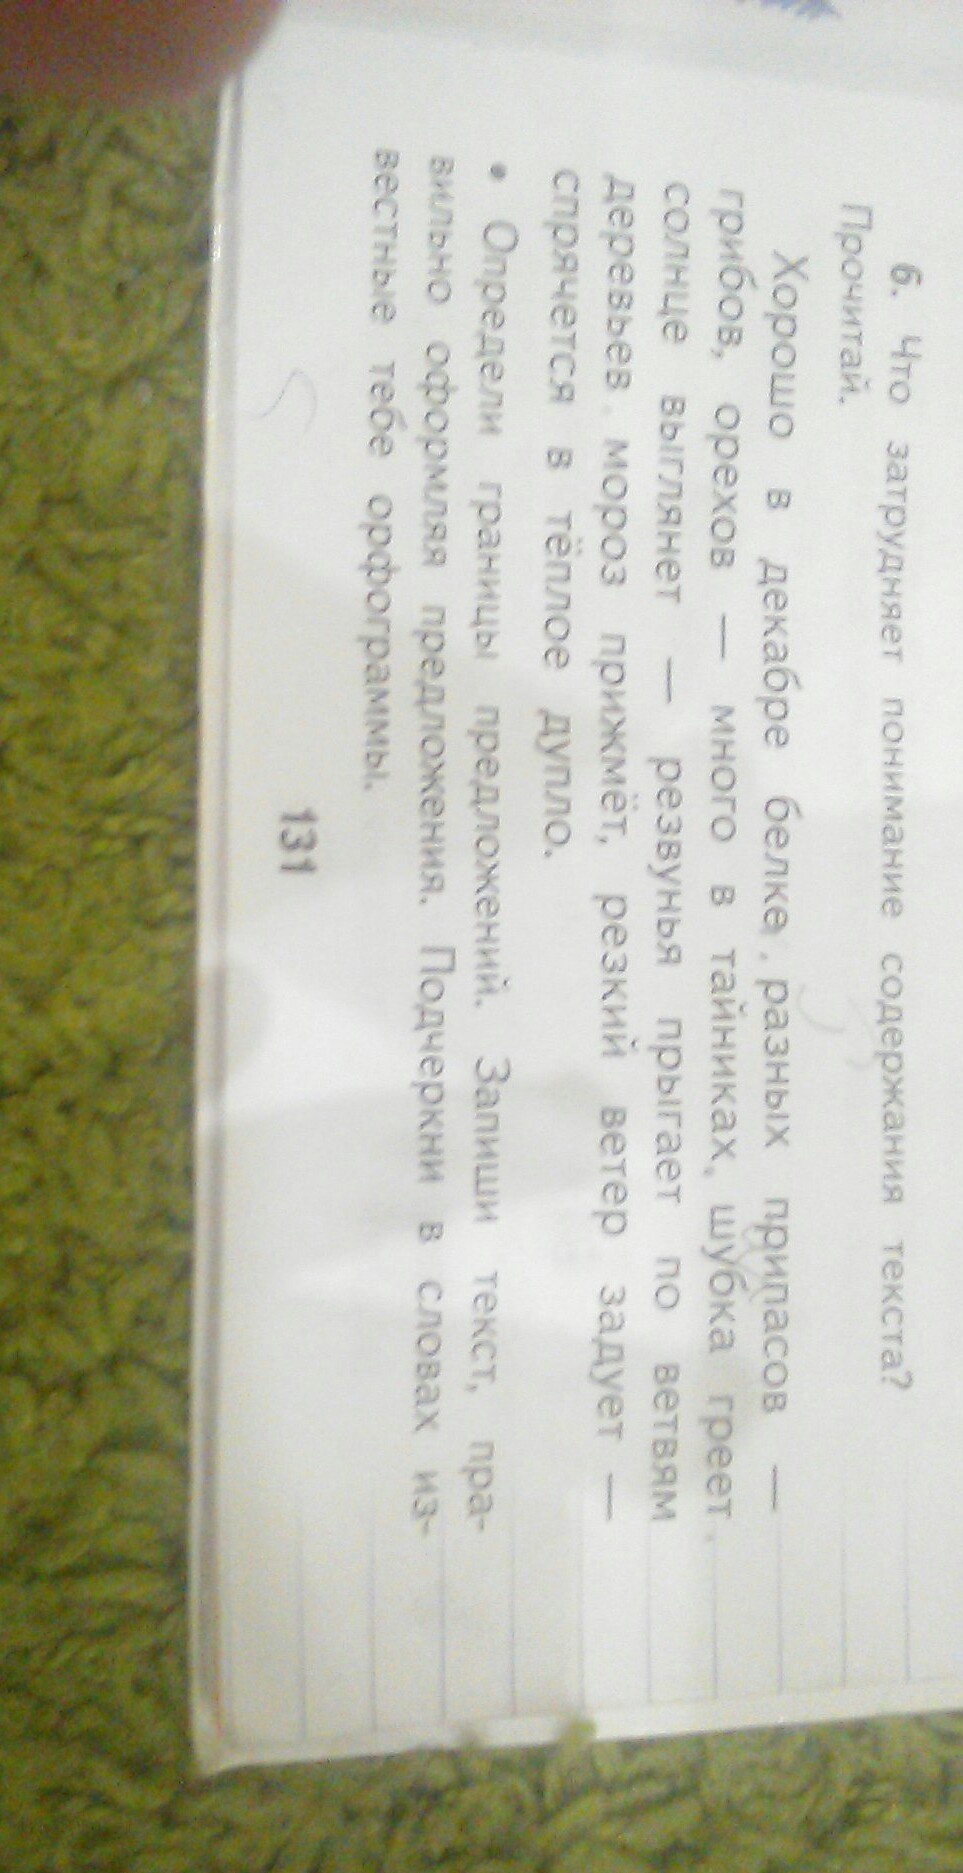 6. Что затрудняет понимание содержания текста?
Прочитай.
Хорошо в декабре белке, разных припасов —
грибов, орехов — много в тайниках, шубка греет.
солнце выглянет — резвунья прыгает по ветвям
деревьев. мороз прижмёт, резкий ветер задует —
спрячется в тёплое дупло.
• Определи границы предложений. Запиши текст, пра-
вильно оформляя предложения. Подчеркни в словах из-
вестные тебе орфограммы.
131